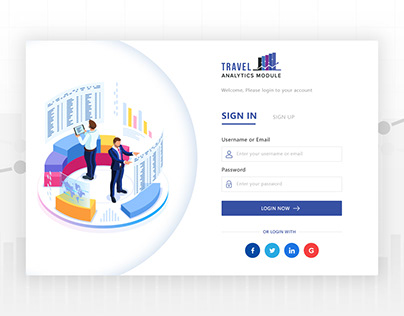 TRAVEL
ANALYTICS MODULE
Welcome, Please login to your account
SIGN IN
SIGN UP
Username or Email
Enter your username or email
Password
Enter your password
LOGIN NOW
OR LOGIN WITH
f
in
G